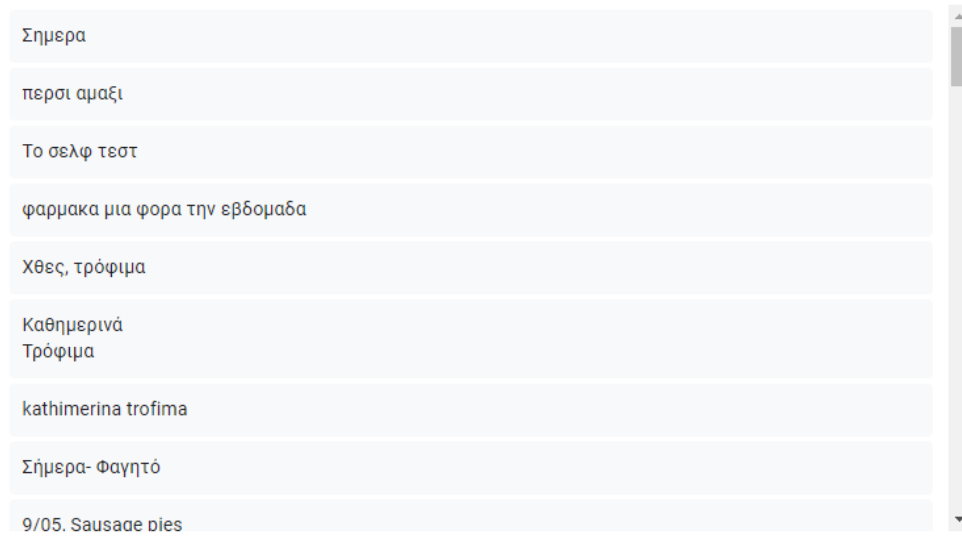 Σημερα
περσι αμαξι
Το σελφ τεστ
φαρμακα μια φορα την εβδομαδα
Χθες, τρόφιμα
Καθημερινά
Τρόφιμα
kathimerina trofima
Σήμερα- Φαγητό
9/05. Sausage pies